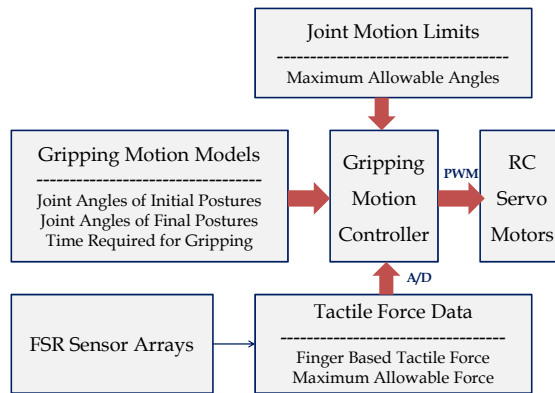 Joint Motion Limits
------------------------------------
Maximum Allowable Angles
Gripping Motion Models
------------------------------------
Joint Angles of Initial Postures
Joint Angles of Final Postures
Time Required for Gripping
Gripping
Motion
Controller
PWM
RC
Servo
Motors
A/D
FSR Sensor Arrays
Tactile Force Data
------------------------------------
Finger Based Tactile Force
Maximum Allowable Force